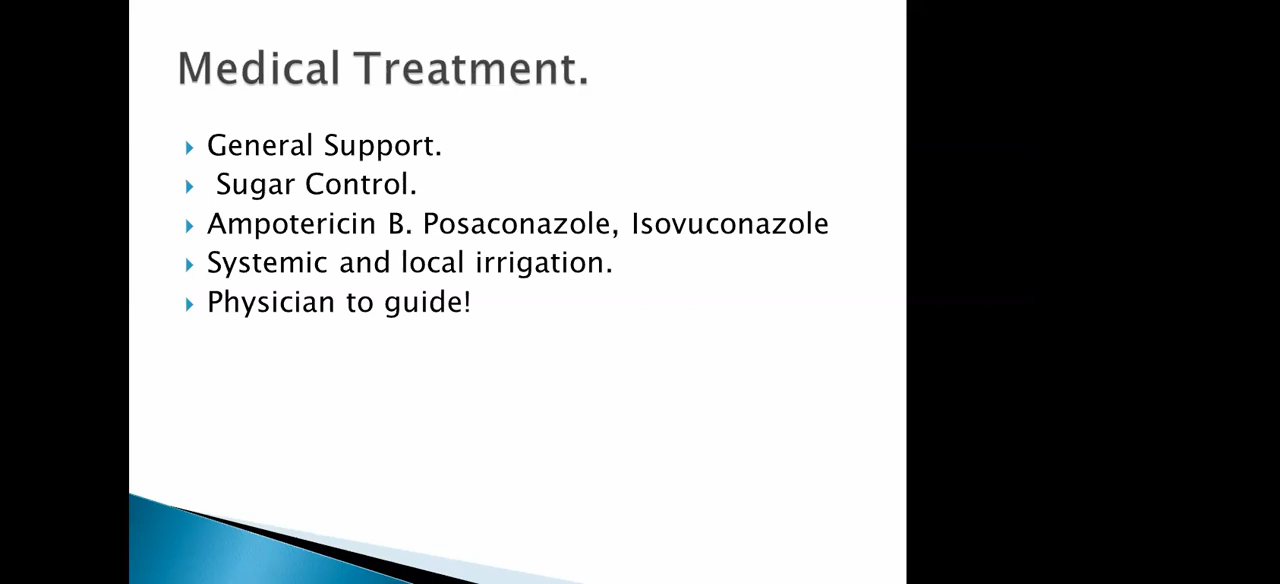 Medical Treatment.
General Support.
Sugar Control.
Ampotericin B. Posaconazole, Isovuconazole
Systemic and local irrigation.
Physician to guide!